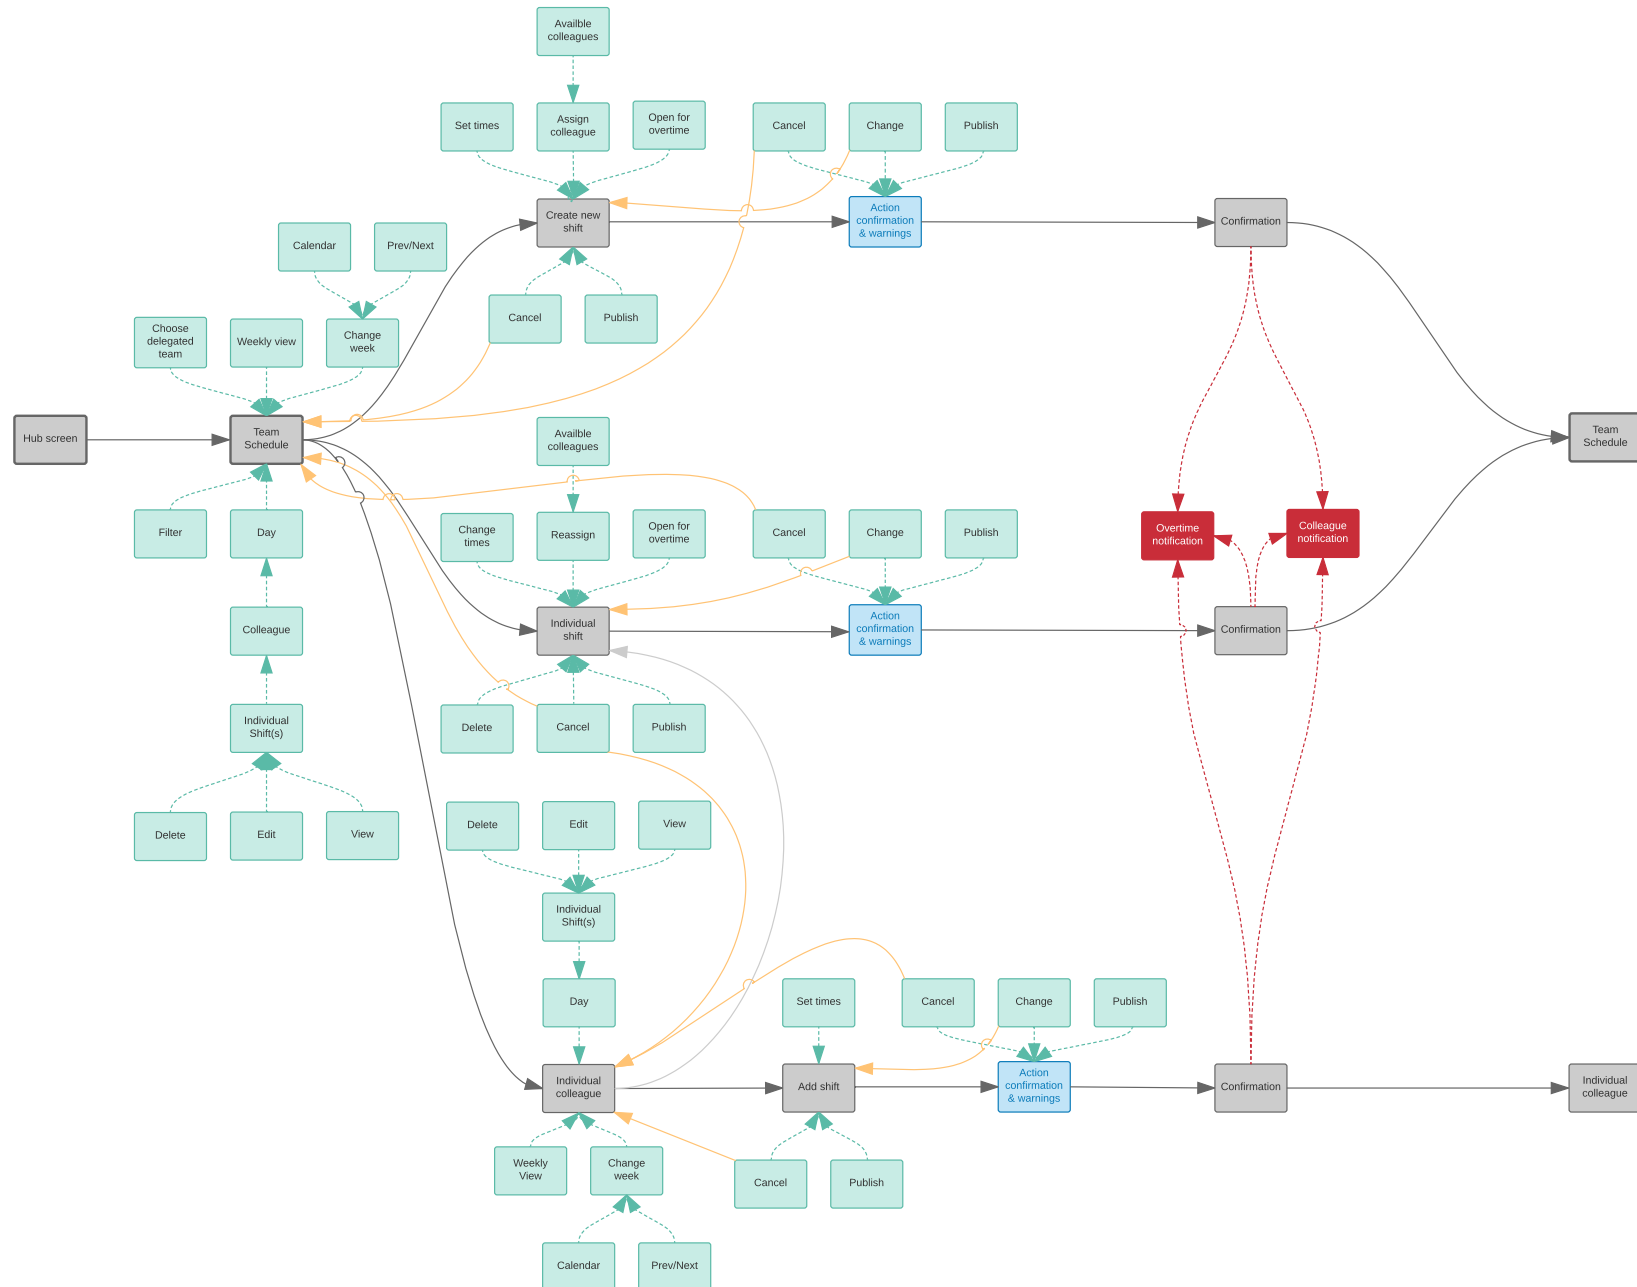 Availble
colleagues
Set times
Assign
colleague
Open for
overtime
Cancel
Change
Publish
Create new
shift
Action
confirmation
& warnings
Confirmation
Calendar
Prev/Next
Cancel
Publish
Choose
delegated
team
Weekly view
Change
week
Hub screen
Team
Schedule
Team
Schedule
Availble
colleagues
Filter
Day
Change
times
Reassign
Open for
overtime
Cancel
Change
Publish
Overtime
notification
Colleague
notification
Colleague
Individual
shift
Action
confirmation
& warnings
Confirmation
Individual
Shift(s)
Delete
Cancel
Publish
Delete
Edit
View
Delete
Edit
View
Individual
Shift(s)
Day
Set times
Cancel
Change
Publish
Individual
colleague
Add shift
Action
confirmation
& warnings
Confirmation
Individual
colleague
Weekly
View
Change
week
Cancel
Publish
Calendar
Prev/Next